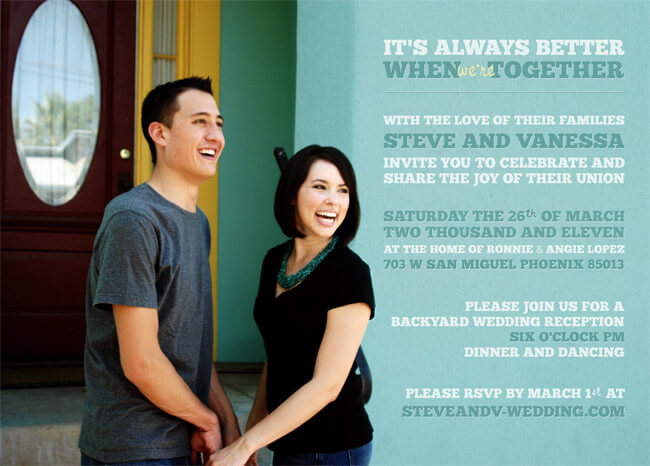 IT'S ALWAYS BETTER
WHEN we're TOGETHER
WITH THE LOVE OF THEIR FAMILIES
STEVE AND VANESSA
INVITE YOU TO CELEBRATE AND
SHARE THE JOY OF THEIR UNION
SATURDAY THE 26th OF MARCH
TWO THOUSAND AND ELEVEN
AT THE HOME OF RONNIE & ANGIE LOPEZ
703 W SAN MIGUEL PHOENIX 85013
PLEASE JOIN US FOR A
BACKYARD WEDDING RECEPTION
SIX O'CLOCK PM
DINNER AND DANCING
PLEASE RSVP BY MARCH 1st AT
STEVEANDV-WEDDING.COM